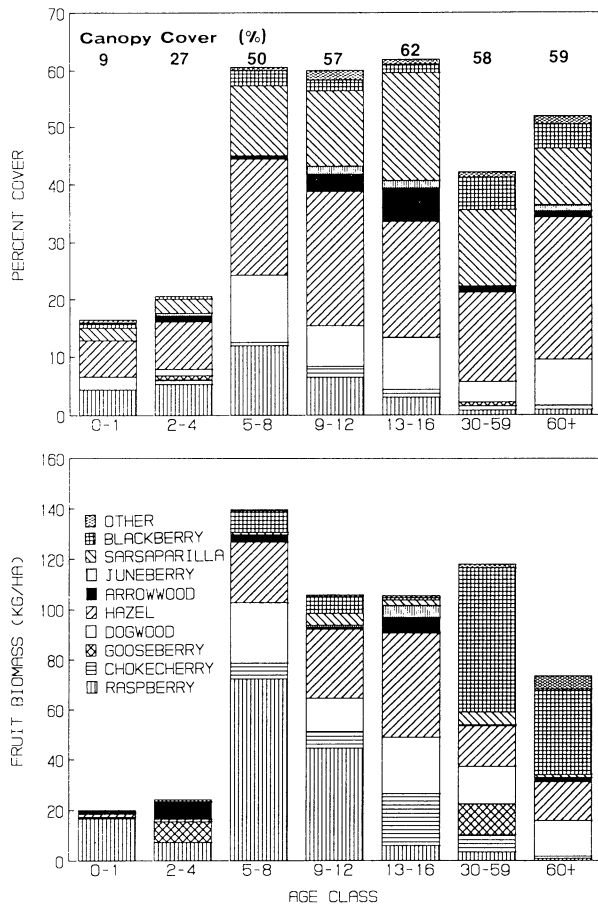 Canopy Cover (%)
9 27 50 57 62 58 59
70
60
50
40
30
20
10
0
PERCENT COVER
0-1 2-4 5-8 9-12 13-16 30-59 60+
160
140
120
100
80
60
40
20
0
FRUIT BIOMASS (KG/HA)
OTHER
BLACKBERRY
SARSAPARILLA
JUNEBERRY
ARROWWOOD
HAZEL
DOGWOOD
GOOSEBERRY
CHOKECHERRY
RASPBERRY
0-1 2-4 5-8 9-12 13-16 30-59 60+
AGE CLASS